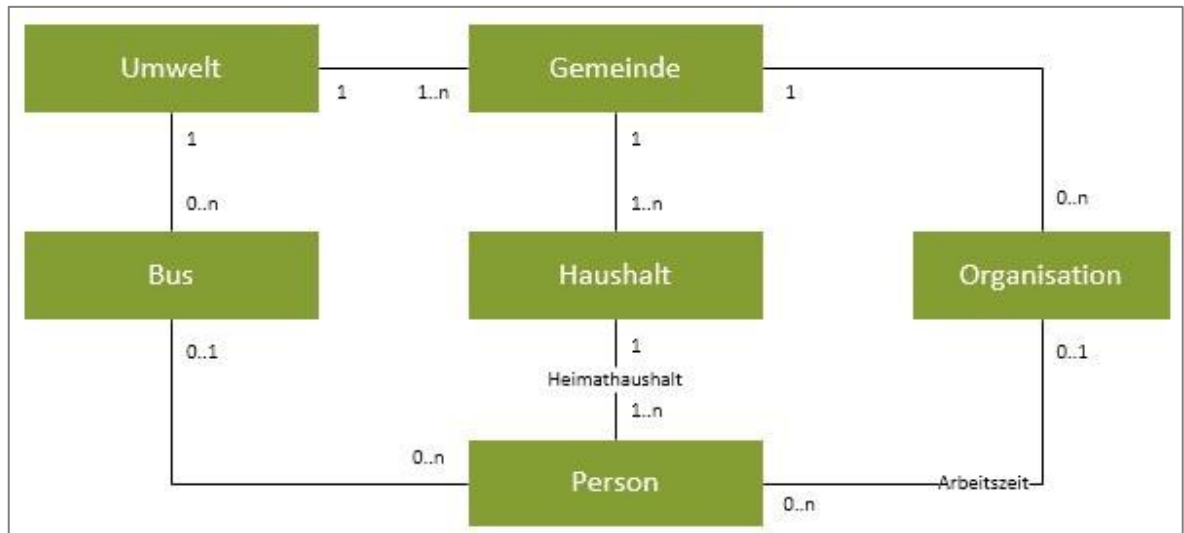 Umwelt
Gemeinde
1
1..n
1
1
1
0..n
1..n
0..n
Bus
Haushalt
Organisation
0..1
1
0..1
Heimathaushalt
1..n
0..n
Person
Arbeitszeit
0..n